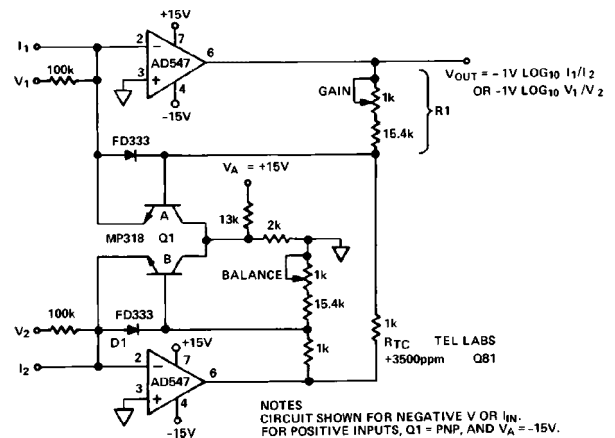 +15V
I1
2
7
6
AD547
V1
100k
3
4
-15V
VOUT = -1V LOG10 I1/I2
OR -1V LOG10 V1/V2
GAIN
1k
R1
15.4k
FD333
VA = +15V
A
13k
2k
MP318 Q1
B
BALANCE
1k
15.4k
V2
100k
FD333
D1
1k
1k
RTC TEL LABS
+3500ppm Q81
+15V
I2
2
7
6
AD547
3
4
-15V
NOTES
CIRCUIT SHOWN FOR NEGATIVE V OR IIN.
FOR POSITIVE INPUTS, Q1 = PNP, AND VA = -15V.